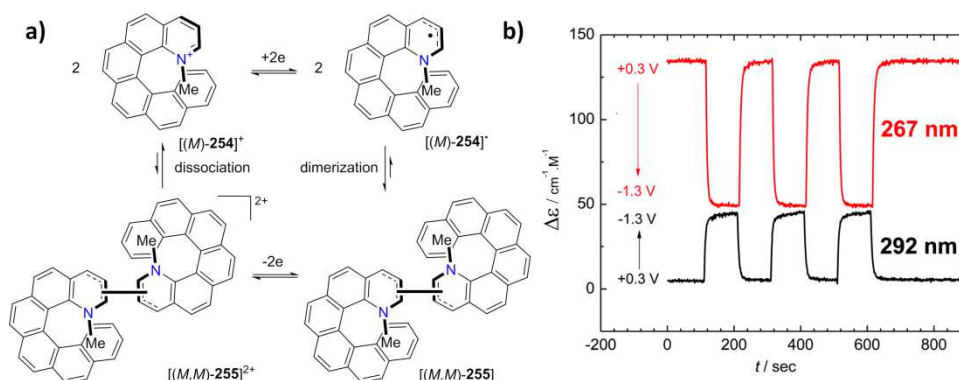 a)
2
N⁺
Me
+2e
2
N
Me
[(M)-254]⁺
[(M)-254]•
dissociation
dimerization
2+
Me
N
N
Me
-2e
Me
N
N
Me
[(M,M)-255]²⁺
[(M,M)-255]
b)
150
100
50
0
Δε / cm⁻¹.M⁻¹
+0.3 V
-1.3 V
-1.3 V
+0.3 V
267 nm
292 nm
-200 0 200 400 600 800
t / sec